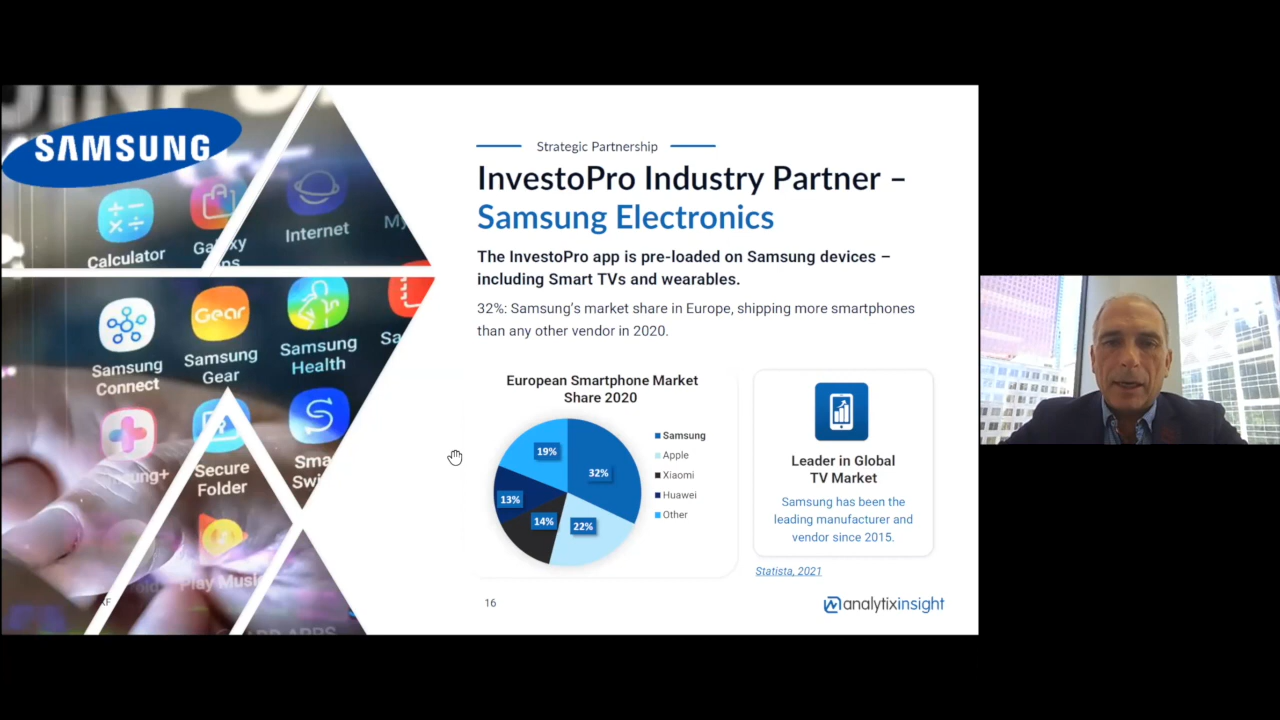 SAMSUNG
Calculator
Internet
Samsung
Connect
Samsung
Gear
Samsung
Health
Gear
Secure
Folder
Play Music
Strategic Partnership
InvestoPro Industry Partner –
Samsung Electronics
The InvestoPro app is pre-loaded on Samsung devices –
including Smart TVs and wearables.
32%: Samsung's market share in Europe, shipping more smartphones
than any other vendor in 2020.
European Smartphone Market
Share 2020
19%
32%
13%
14%
22%
Samsung
Apple
Xiaomi
Huawei
Other
Leader in Global
TV Market
Samsung has been the
leading manufacturer and
vendor since 2015.
Statista, 2021
16
analytixinsight